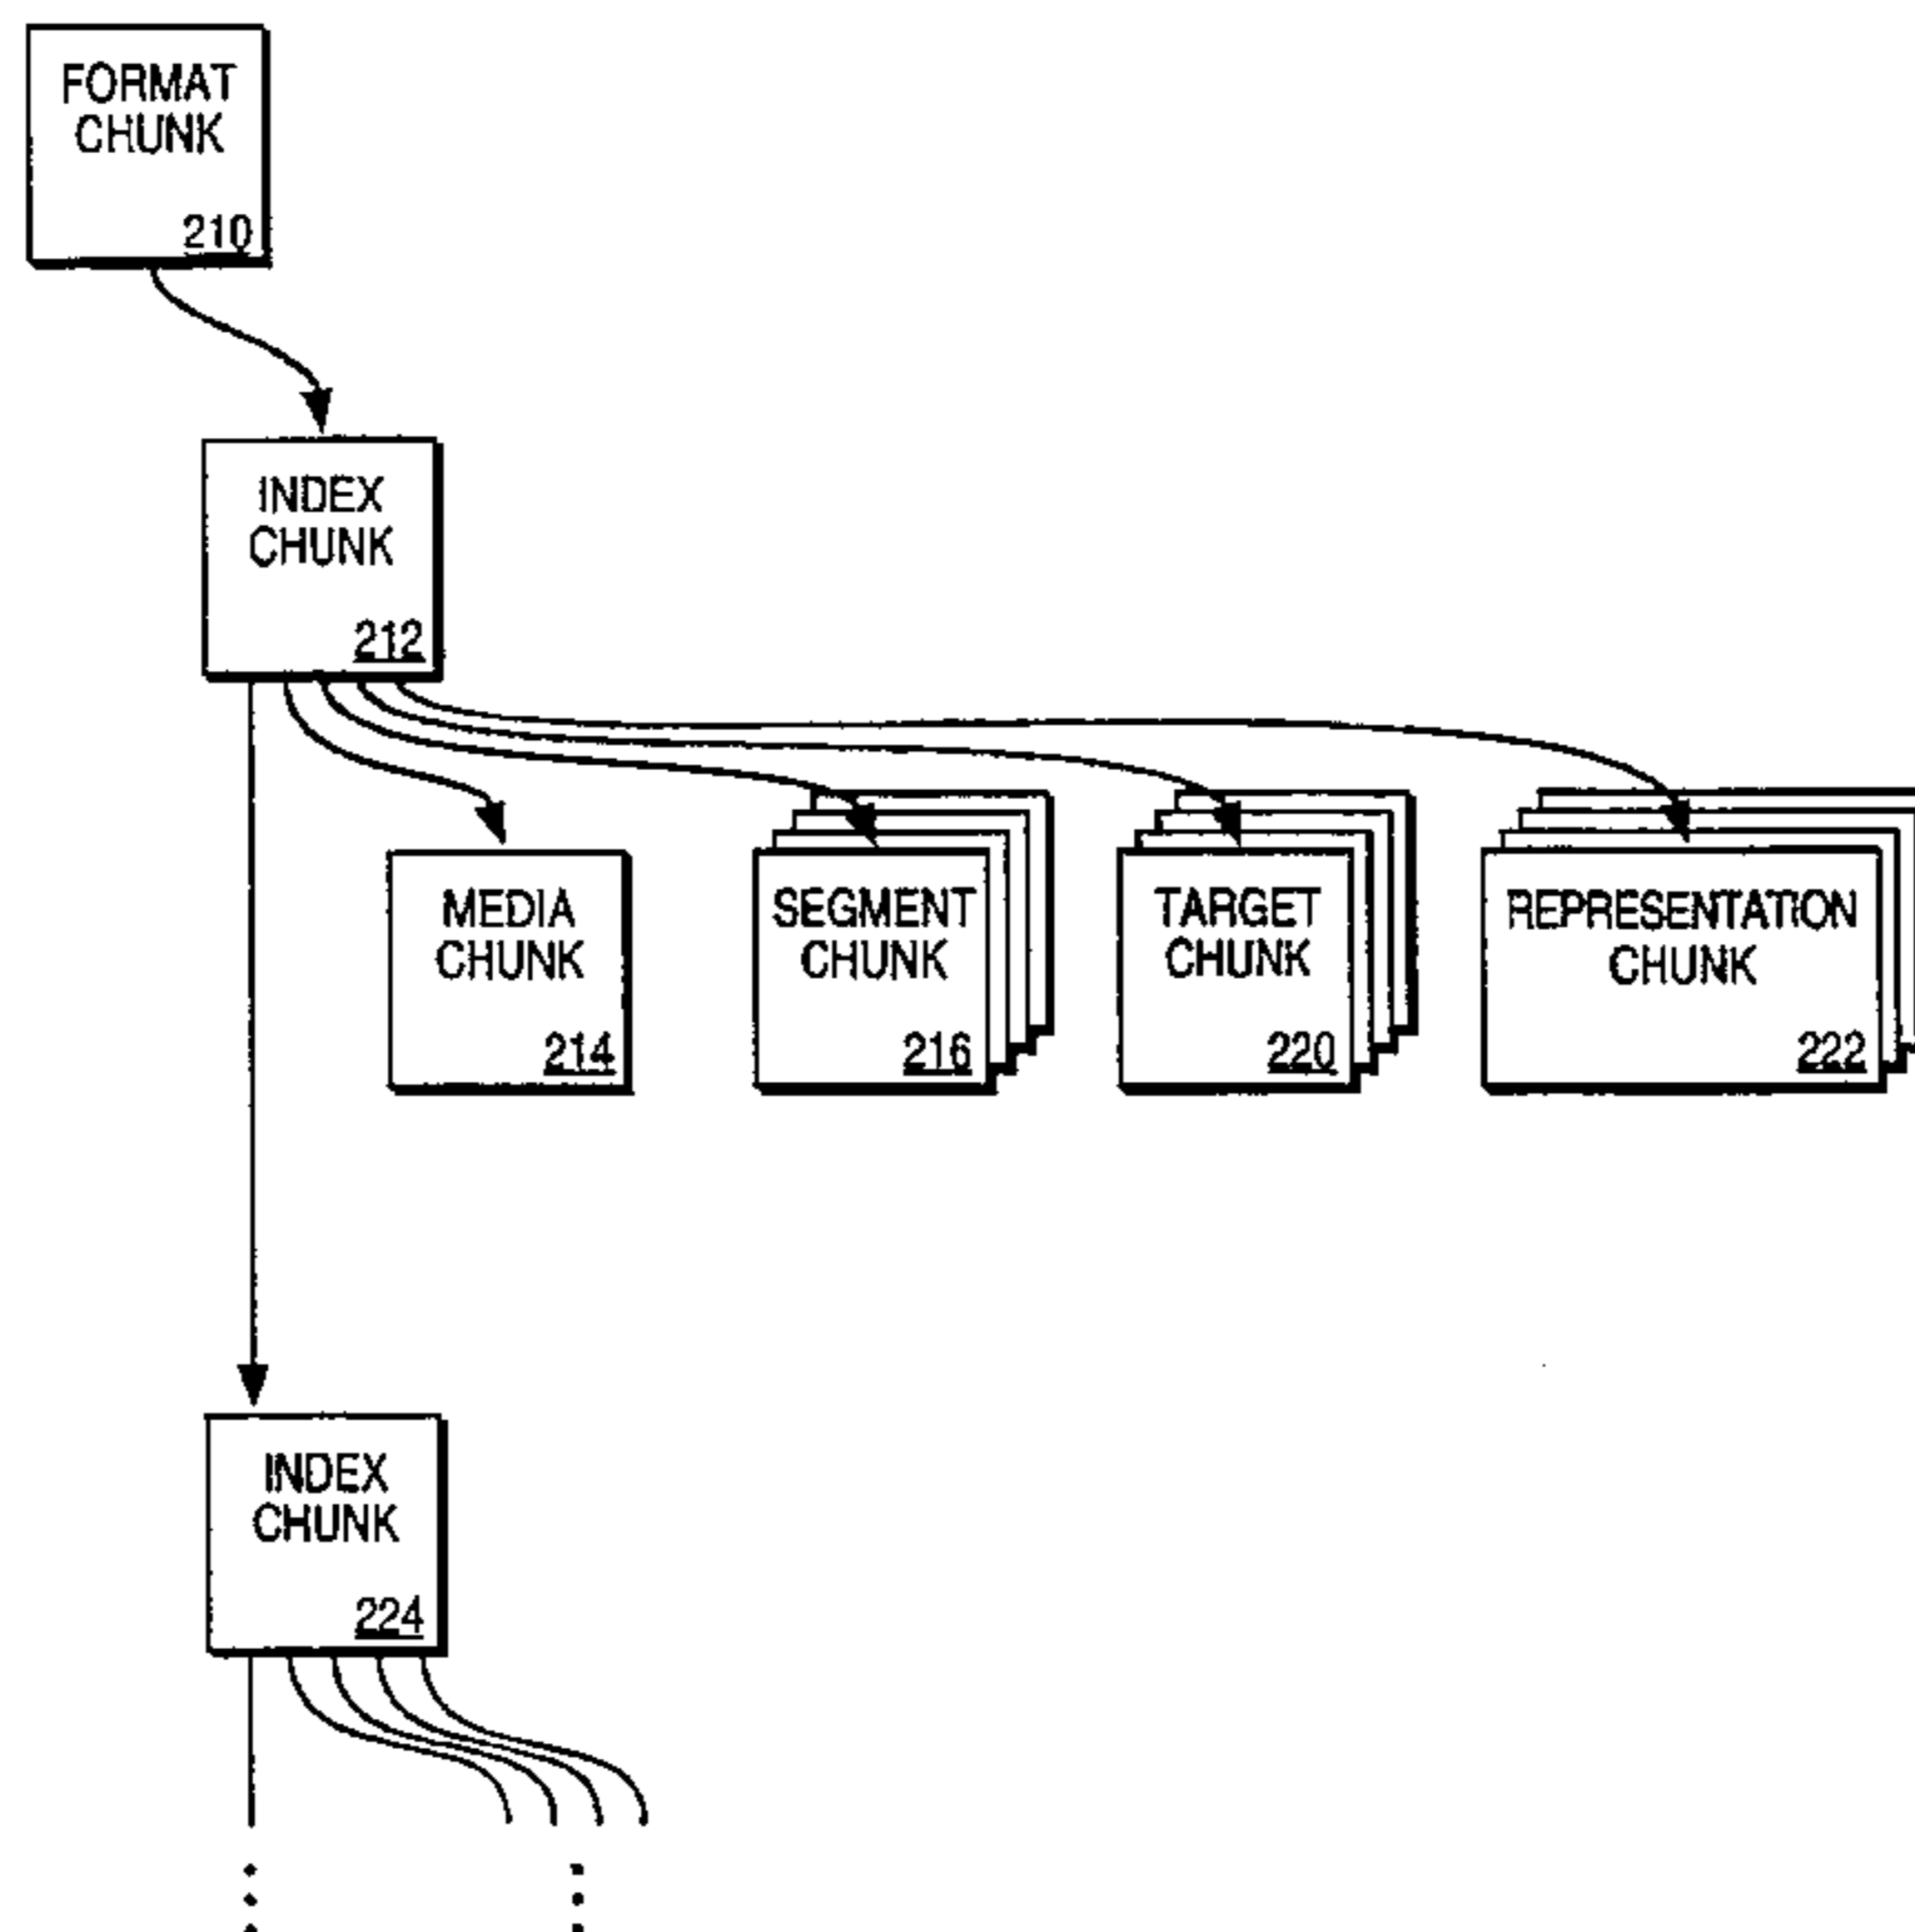 FORMAT
CHUNK
210
INDEX
CHUNK
212
MEDIA
CHUNK
214
SEGMENT
CHUNK
216
TARGET
CHUNK
220
REPRESENTATION
CHUNK
222
INDEX
CHUNK
224